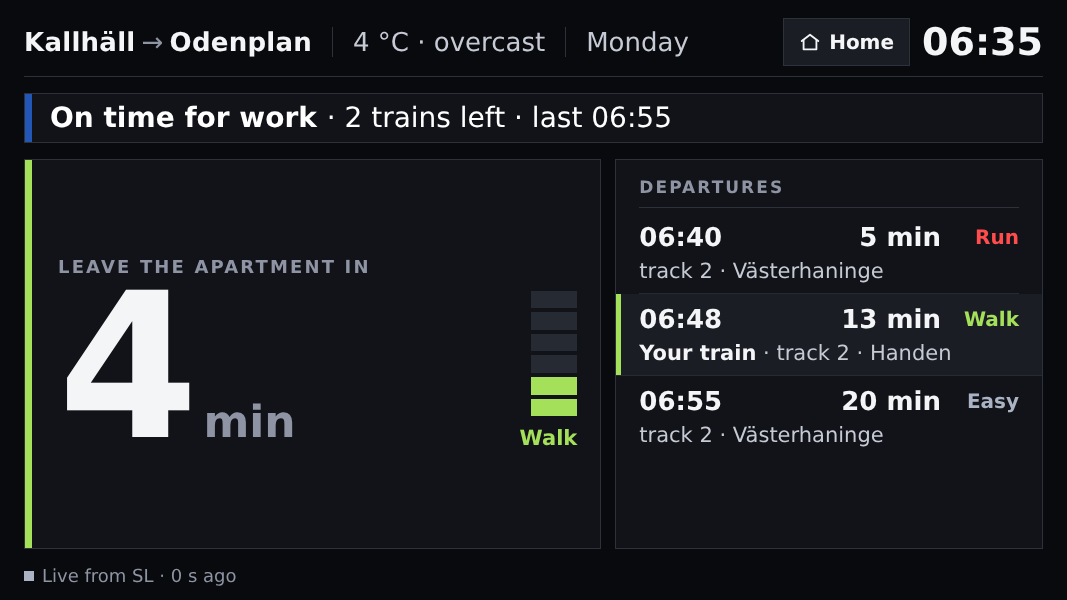 Kallhäll → Odenplan 4 °C · overcast Monday Home 06:35
On time for work · 2 trains left · last 06:55
LEAVE THE APARTMENT IN
4 min
Walk
DEPARTURES
06:40 5 min Run
track 2 · Västerhaninge
06:48 13 min Walk
Your train · track 2 · Handen
06:55 20 min Easy
track 2 · Västerhaninge
Live from SL · 0 s ago